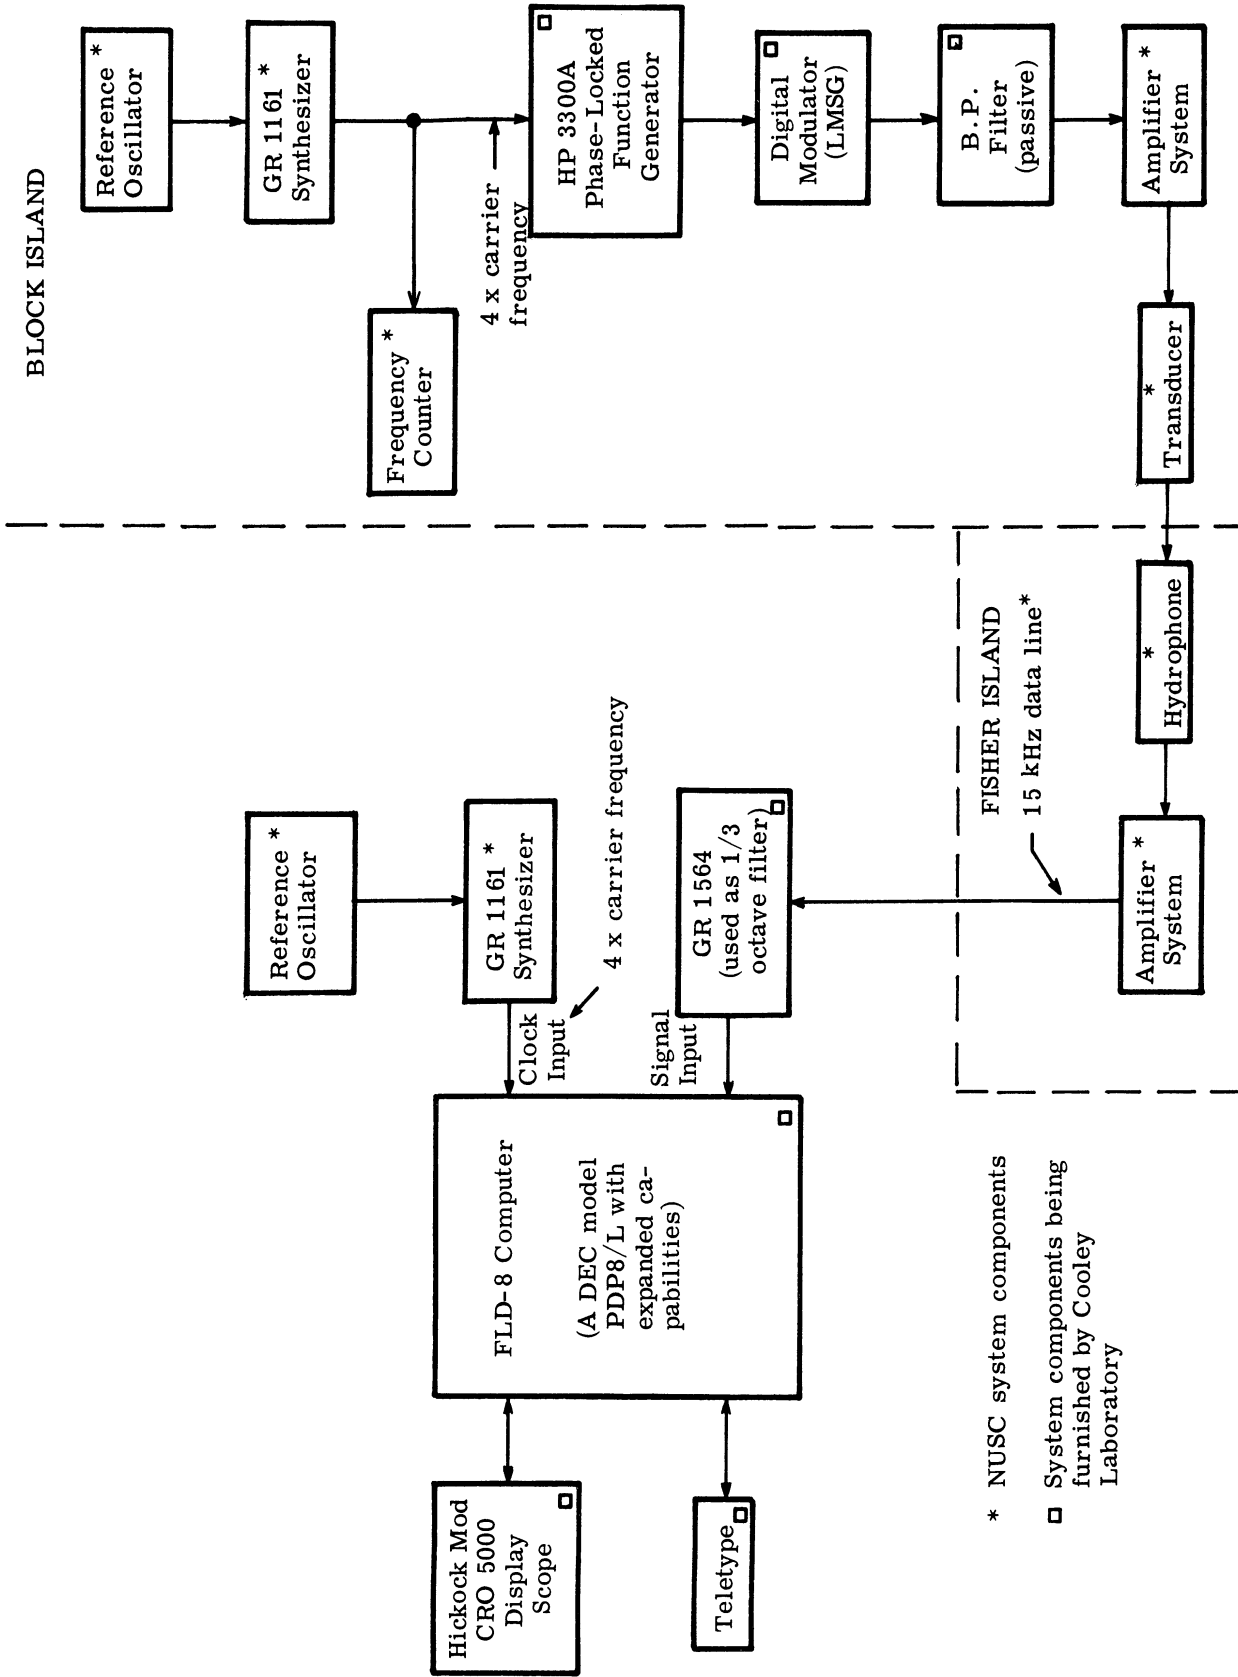 BLOCK ISLAND
Reference *
Oscillator
GR 1161 *
Synthesizer
Frequency *
Counter
4 x carrier
frequency
HP 3300A
Phase-Locked
Function
Generator
Digital
Modulator
(LMSG)
B.P.
Filter
(passive)
Amplifier *
System
*
Transducer
*
Hydrophone
FISHER ISLAND
15 kHz data line*
Amplifier *
System
Reference *
Oscillator
GR 1161 *
Synthesizer
4 x carrier frequency
Clock
Input
GR 1564
(used as 1/3
octave filter)
Signal
Input
FLD-8 Computer
(A DEC model
PDP8/L with
expanded ca-
pabilities)
Hickock Mod
CRO 5000
Display
Scope
Teletype
* NUSC system components
□ System components being
furnished by Cooley
Laboratory